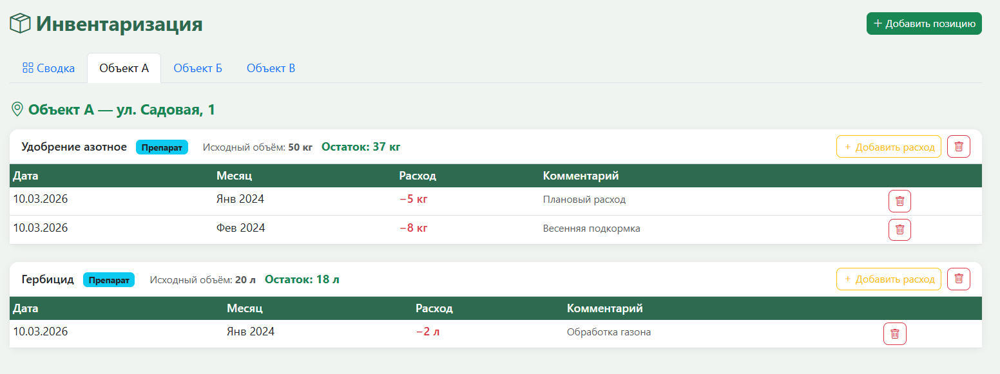 Инвентаризация
+ Добавить позицию
Сводка Объект А Объект Б Объект В
Объект А — ул. Садовая, 1
Удобрение азотное Препарат Исходный объём: 50 кг Остаток: 37 кг + Добавить расход
Дата Месяц Расход Комментарий
10.03.2026 Янв 2024 −5 кг Плановый расход
10.03.2026 Фев 2024 −8 кг Весенняя подкормка
Гербицид Препарат Исходный объём: 20 л Остаток: 18 л + Добавить расход
Дата Месяц Расход Комментарий
10.03.2026 Янв 2024 −2 л Обработка газона